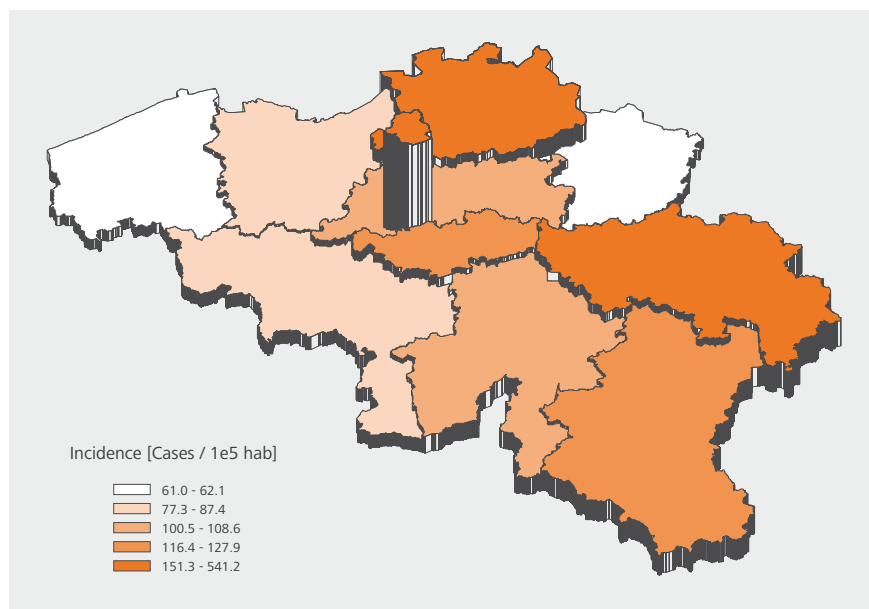 Incidence [Cases / 1e5 hab]
61.0 - 62.1
77.3 - 87.4
100.5 - 108.6
116.4 - 127.9
151.3 - 541.2